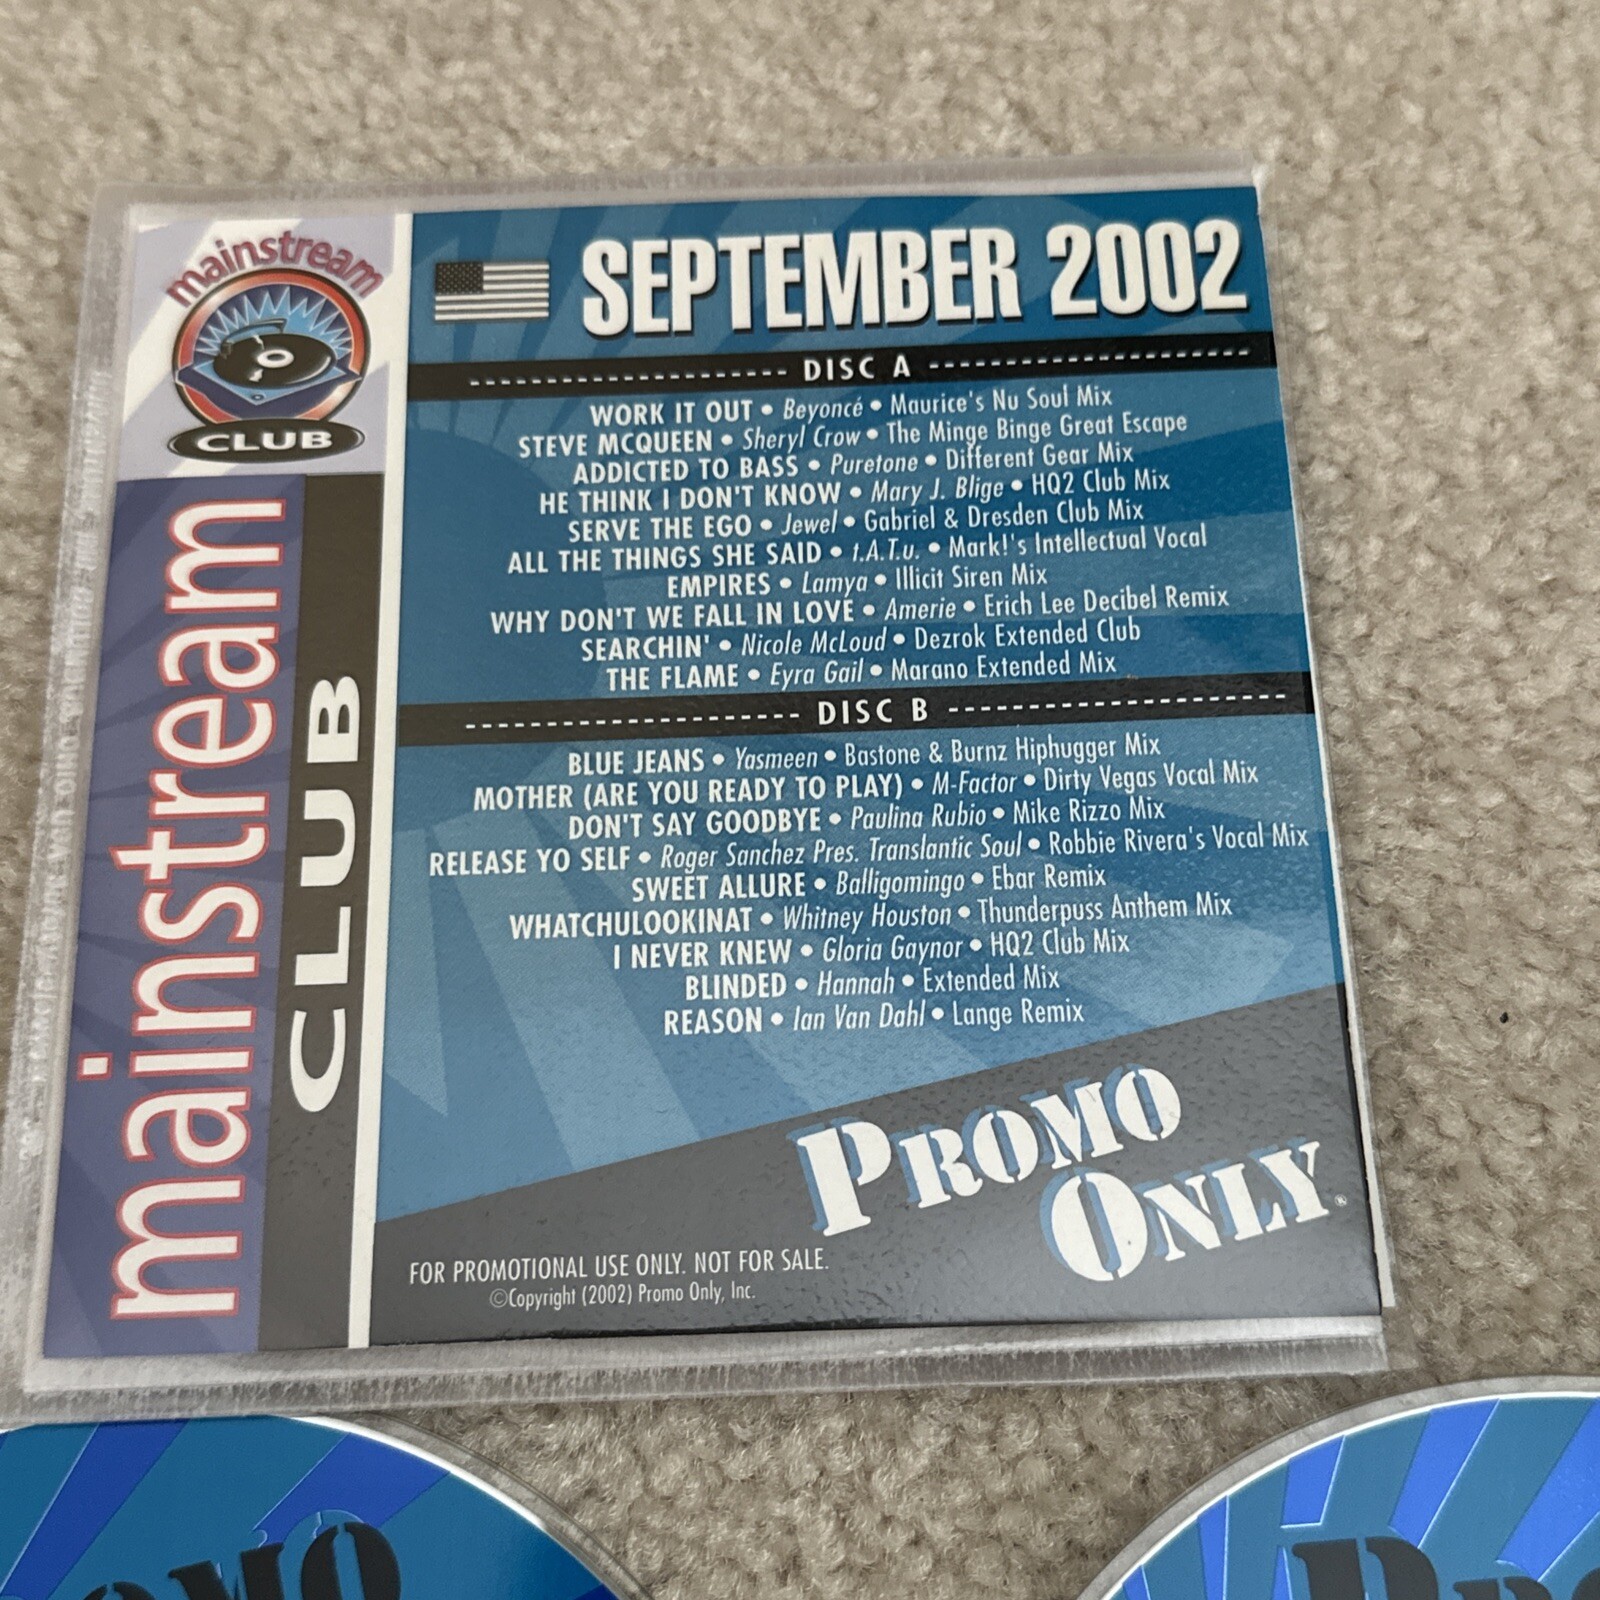 mainstream
CLUB
mainstream
CLUB
SEPTEMBER 2002
DISC A
WORK IT OUT • Beyoncé • Maurice's Nu Soul Mix
STEVE MCQUEEN • Sheryl Crow • The Minge Binge Great Escape
ADDICTED TO BASS • Puretone • Different Gear Mix
HE THINK I DON'T KNOW • Mary J. Blige • HQ2 Club Mix
SERVE THE EGO • Jewel • Gabriel & Dresden Club Mix
ALL THE THINGS SHE SAID • t.A.T.u. • Mark!'s Intellectual Vocal
EMPIRES • Lamya • Illicit Siren Mix
WHY DON'T WE FALL IN LOVE • Amerie • Erich Lee Decibel Remix
SEARCHIN' • Nicole McLoud • Dezrok Extended Club
THE FLAME • Eyra Gail • Marano Extended Mix
DISC B
BLUE JEANS • Yasmeen • Bastone & Burnz Hiphugger Mix
MOTHER (ARE YOU READY TO PLAY) • M-Factor • Dirty Vegas Vocal Mix
DON'T SAY GOODBYE • Paulina Rubio • Mike Rizzo Mix
RELEASE YO SELF • Roger Sanchez Pres. Translantic Soul • Robbie Rivera's Vocal Mix
SWEET ALLURE • Balligomingo • Ebar Remix
WHATCHULOOKINAT • Whitney Houston • Thunderpuss Anthem Mix
I NEVER KNEW • Gloria Gaynor • HQ2 Club Mix
BLINDED • Hannah • Extended Mix
REASON • Ian Van Dahl • Lange Remix
PROMO
ONLY®
FOR PROMOTIONAL USE ONLY. NOT FOR SALE.
©Copyright (2002) Promo Only, Inc.